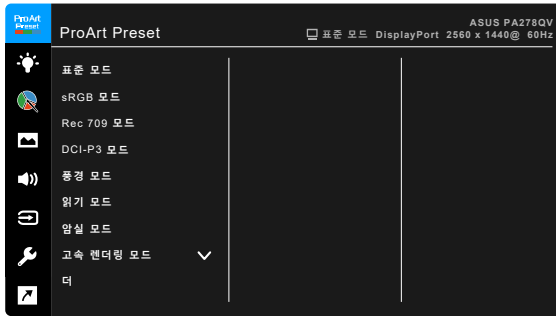 ProArt
Preset
ProArt Preset
ASUS PA278QV
표준 모드 DisplayPort 2560 x 1440@ 60Hz
표준 모드
sRGB 모드
Rec 709 모드
DCI-P3 모드
풍경 모드
읽기 모드
암실 모드
고속 렌더링 모드
더